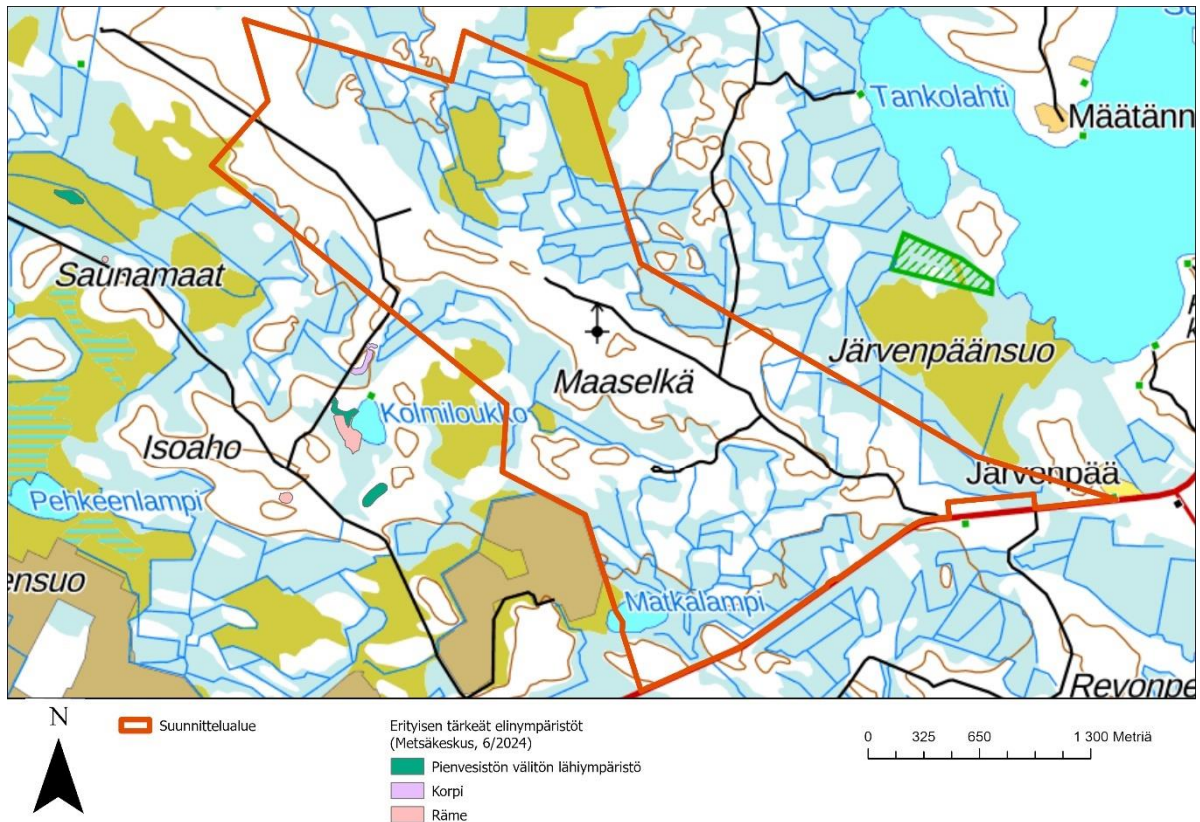 Tankolahti
Määtänn
Saunamaat
Järvenpäänsuo
Maaselkä
Kolmiloukko
Isoaho
Järvenpää
Pehkeenlampi
ensuo
Matkalampi
Revonpe
N
Suunnittelualue
Erityisen tärkeät elinympäristöt
(Metsäkeskus, 6/2024)
Pienvesistön välitön lähiympäristö
Korpi
Räme
0 325 650 1 300 Metriä